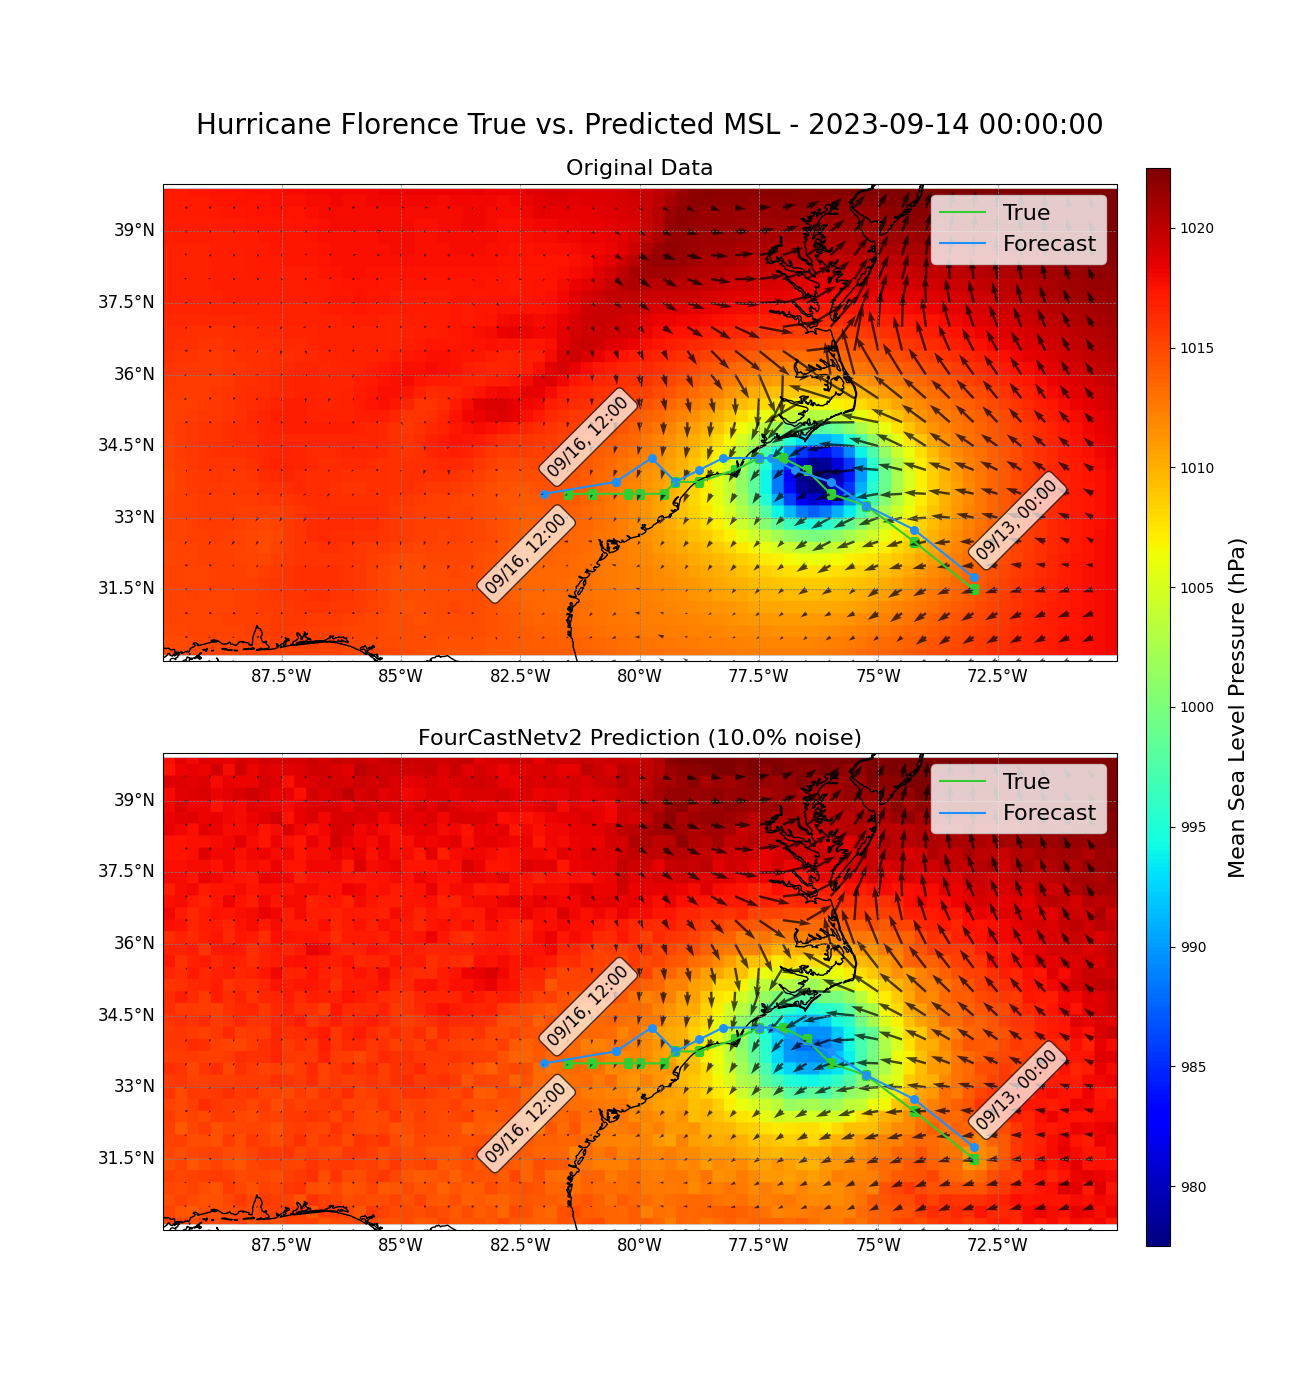 Hurricane Florence True vs. Predicted MSL - 2023-09-14 00:00:00
Original Data
True
Forecast
39°N
37.5°N
36°N
34.5°N
33°N
31.5°N
09/16, 12:00
09/16, 12:00
09/13, 00:00
87.5°W 85°W 82.5°W 80°W 77.5°W 75°W 72.5°W
FourCastNetv2 Prediction (10.0% noise)
True
Forecast
39°N
37.5°N
36°N
34.5°N
33°N
31.5°N
09/16, 12:00
09/16, 12:00
09/13, 00:00
87.5°W 85°W 82.5°W 80°W 77.5°W 75°W 72.5°W
1020
1015
1010
1005
1000
995
990
985
980
Mean Sea Level Pressure (hPa)